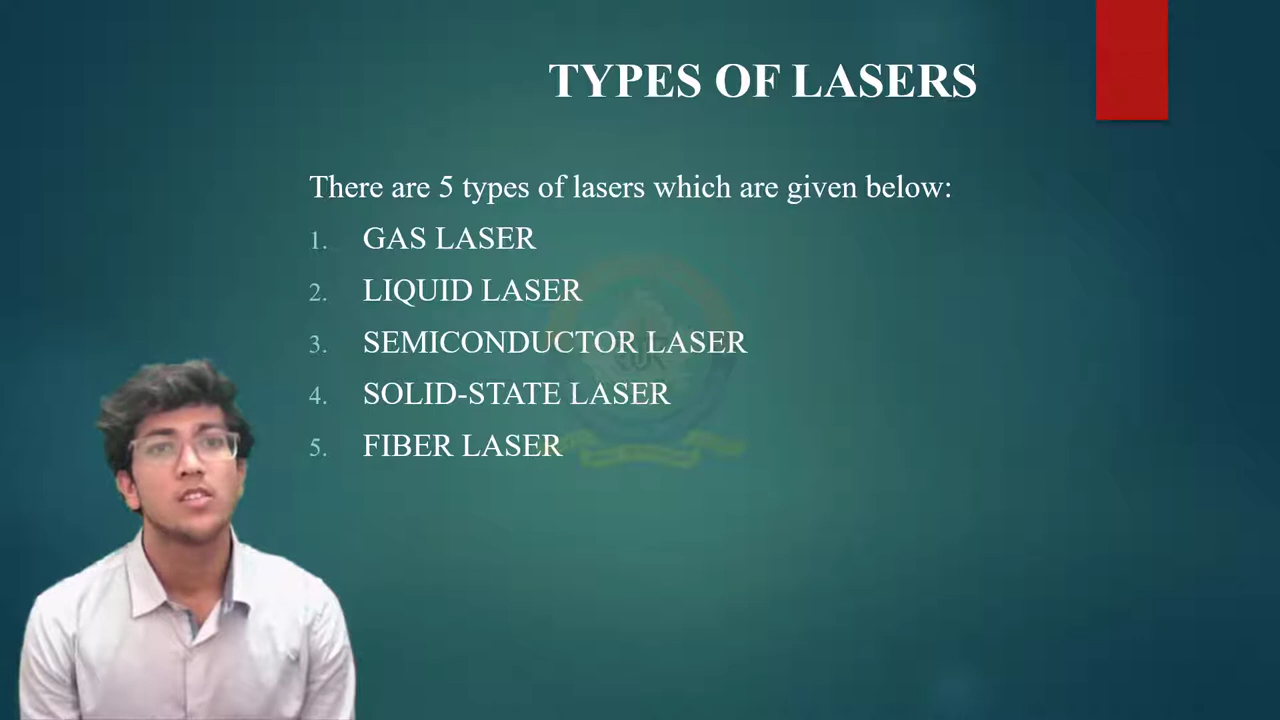 TYPES OF LASERS
There are 5 types of lasers which are given below:
1. GAS LASER
2. LIQUID LASER
3. SEMICONDUCTOR LASER
4. SOLID-STATE LASER
5. FIBER LASER